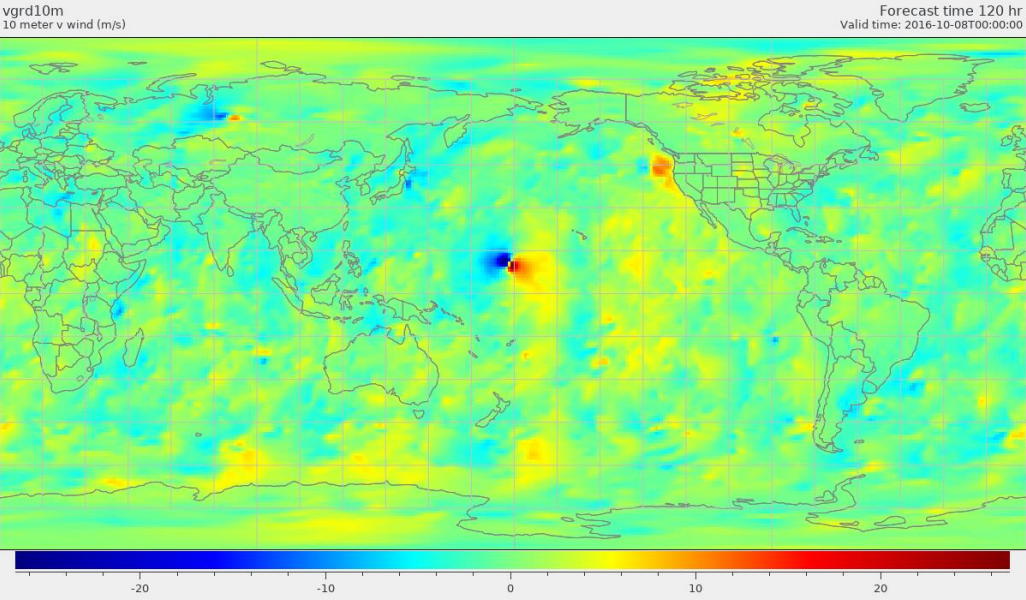 vgrd10m
10 meter v wind (m/s)
Forecast time 120 hr
Valid time: 2016-10-08T00:00:00
-20 -10 0 10 20